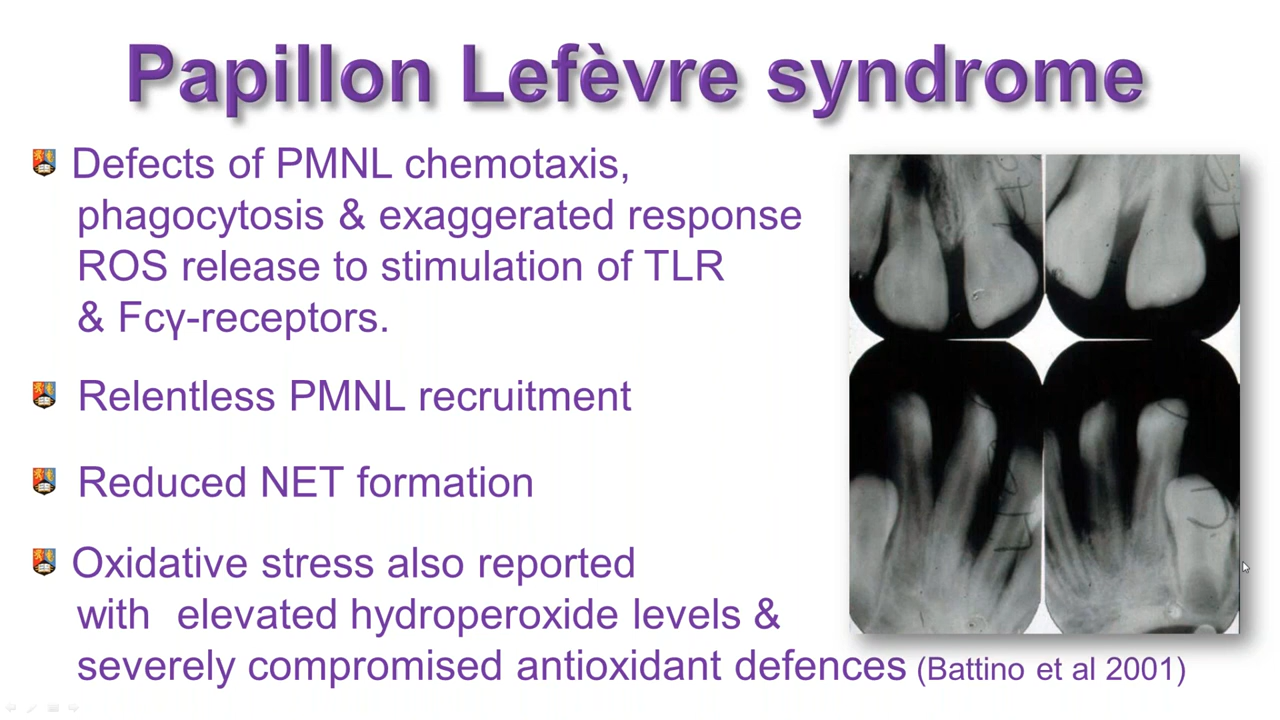 Papillon Lefèvre syndrome
Defects of PMNL chemotaxis,
phagocytosis & exaggerated response
ROS release to stimulation of TLR
& Fcγ-receptors.
Relentless PMNL recruitment
Reduced NET formation
Oxidative stress also reported
with elevated hydroperoxide levels &
severely compromised antioxidant defences (Battino et al 2001)